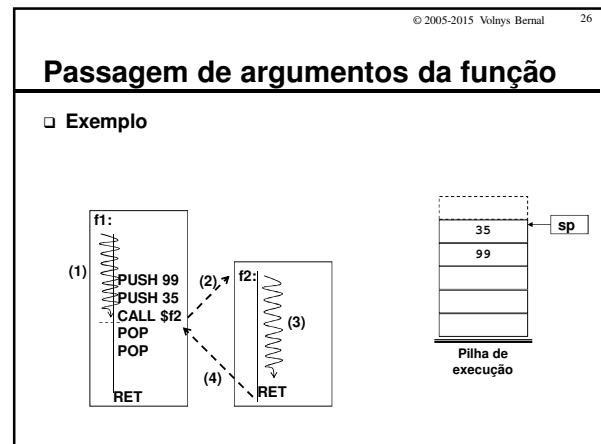 © 2005-2015 Volnys Bernal 26
Passagem de argumentos da função
Exemplo
f1:
(1)
PUSH 99
PUSH 35
CALL $f2
POP
POP
RET
(2)
f2:
(3)
(4)
RET
35
99
sp
Pilha de
execução